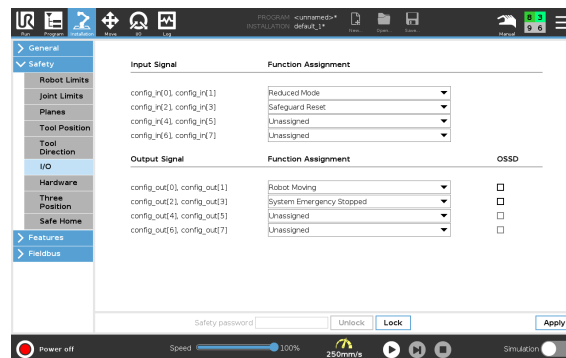 PROGRAM <unnamed>*
INSTALLATION default_1*
Run Program Installation Move I/O Log New... Open... Save... Manual
8 3
9 6
General
Safety
Robot Limits
Joint Limits
Planes
Tool Position
Tool
Direction
I/O
Hardware
Three
Position
Safe Home
Features
Fieldbus
Input Signal Function Assignment
config_in[0], config_in[1] Reduced Mode
config_in[2], config_in[3] Safeguard Reset
config_in[4], config_in[5] Unassigned
config_in[6], config_in[7] Unassigned
Output Signal Function Assignment OSSD
config_out[0], config_out[1] Robot Moving
config_out[2], config_out[3] System Emergency Stopped
config_out[4], config_out[5] Unassigned
config_out[6], config_out[7] Unassigned
Safety password Unlock Lock Apply
Power off Speed 100% 250mm/s Simulation